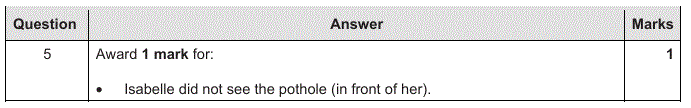 Question Answer Marks
5 Award 1 mark for: 1
• Isabelle did not see the pothole (in front of her).